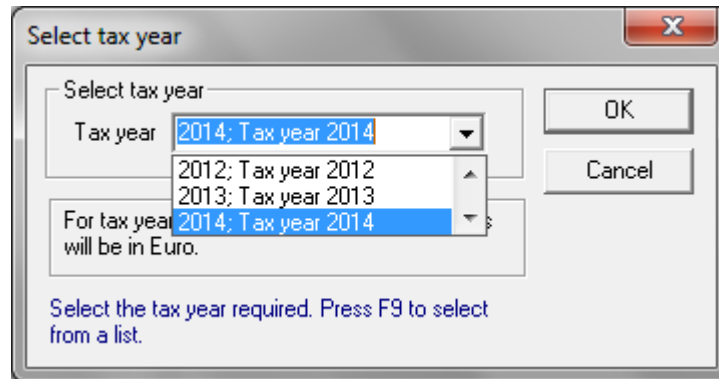 Select tax year
Select tax year
Tax year 2014; Tax year 2014
2012; Tax year 2012
2013; Tax year 2013
2014; Tax year 2014
For tax
will be in Euro.
Select the tax year required. Press F9 to select
from a list.
OK
Cancel